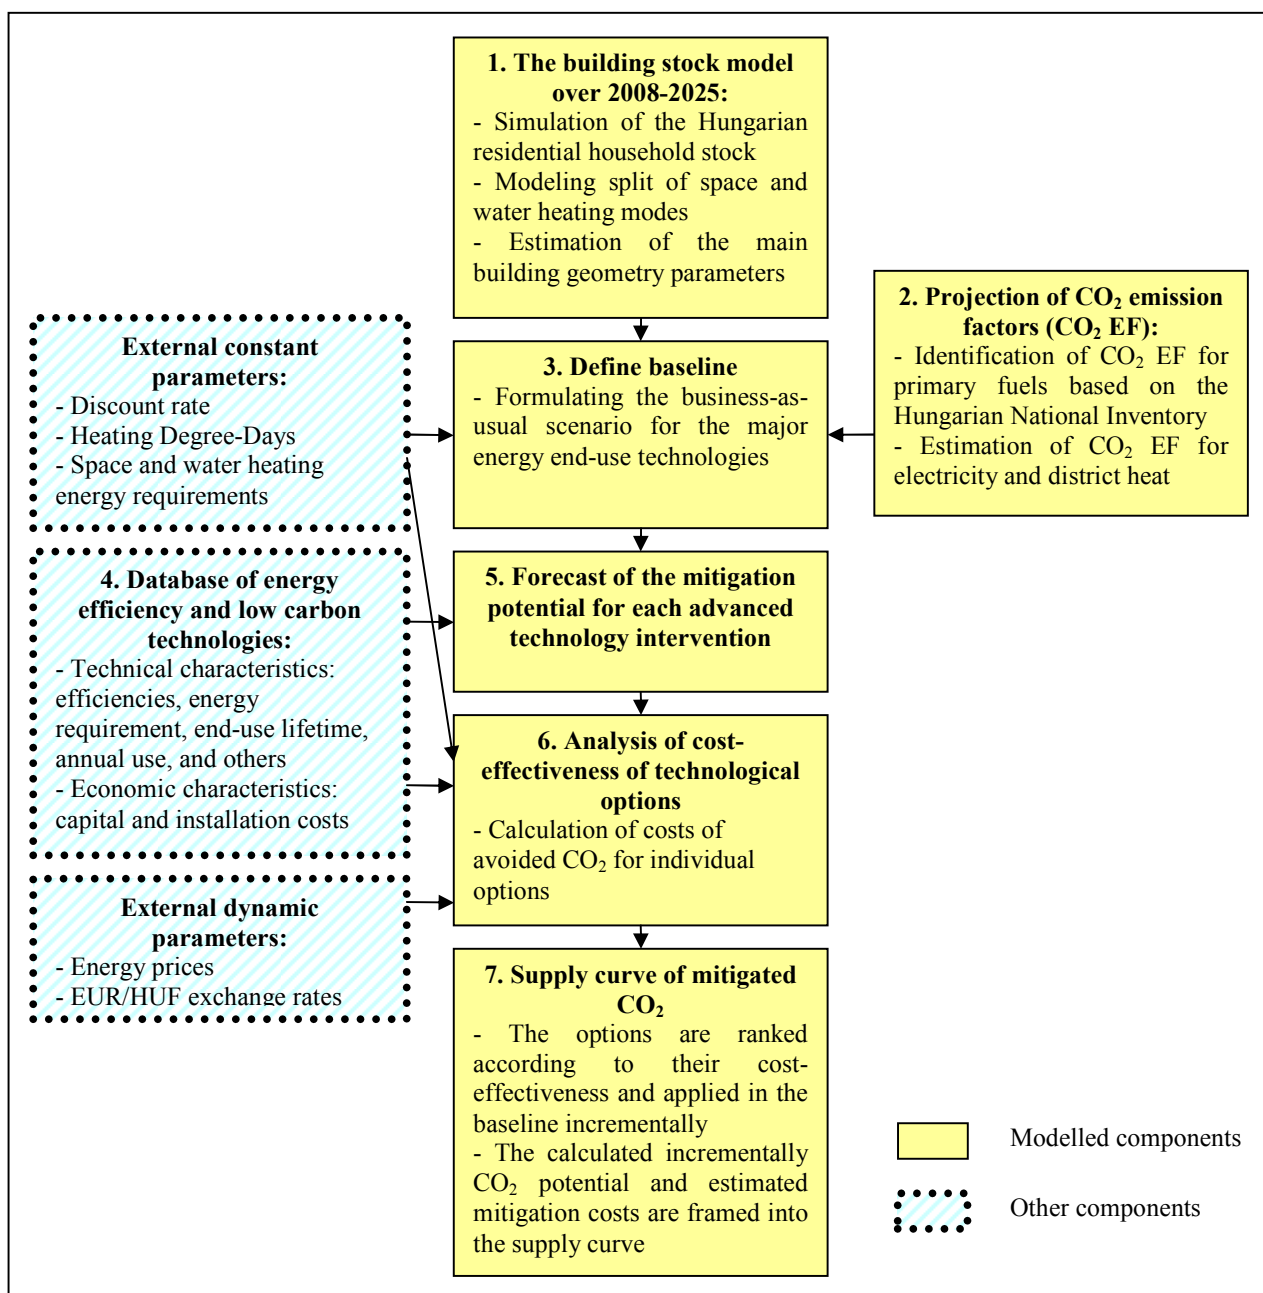 1. The building stock model
over 2008-2025:
- Simulation of the Hungarian
residential household stock
- Modeling split of space and
water heating modes
- Estimation of the main
building geometry parameters
2. Projection of CO₂ emission
factors (CO₂ EF):
- Identification of CO₂ EF for
primary fuels based on the
Hungarian National Inventory
- Estimation of CO₂ EF for
electricity and district heat
External constant
parameters:
- Discount rate
- Heating Degree-Days
- Space and water heating
energy requirements
3. Define baseline
- Formulating the business-as-
usual scenario for the major
energy end-use technologies
4. Database of energy
efficiency and low carbon
technologies:
- Technical characteristics:
efficiencies, energy
requirement, end-use lifetime,
annual use, and others
- Economic characteristics:
capital and installation costs
5. Forecast of the mitigation
potential for each advanced
technology intervention
6. Analysis of cost-
effectiveness of technological
options
- Calculation of costs of
avoided CO₂ for individual
options
External dynamic
parameters:
- Energy prices
- EUR/HUF exchange rates
7. Supply curve of mitigated
CO₂
- The options are ranked
according to their cost-
effectiveness and applied in the
baseline incrementally
- The calculated incrementally
CO₂ potential and estimated
mitigation costs are framed into
the supply curve
Modelled components
Other components